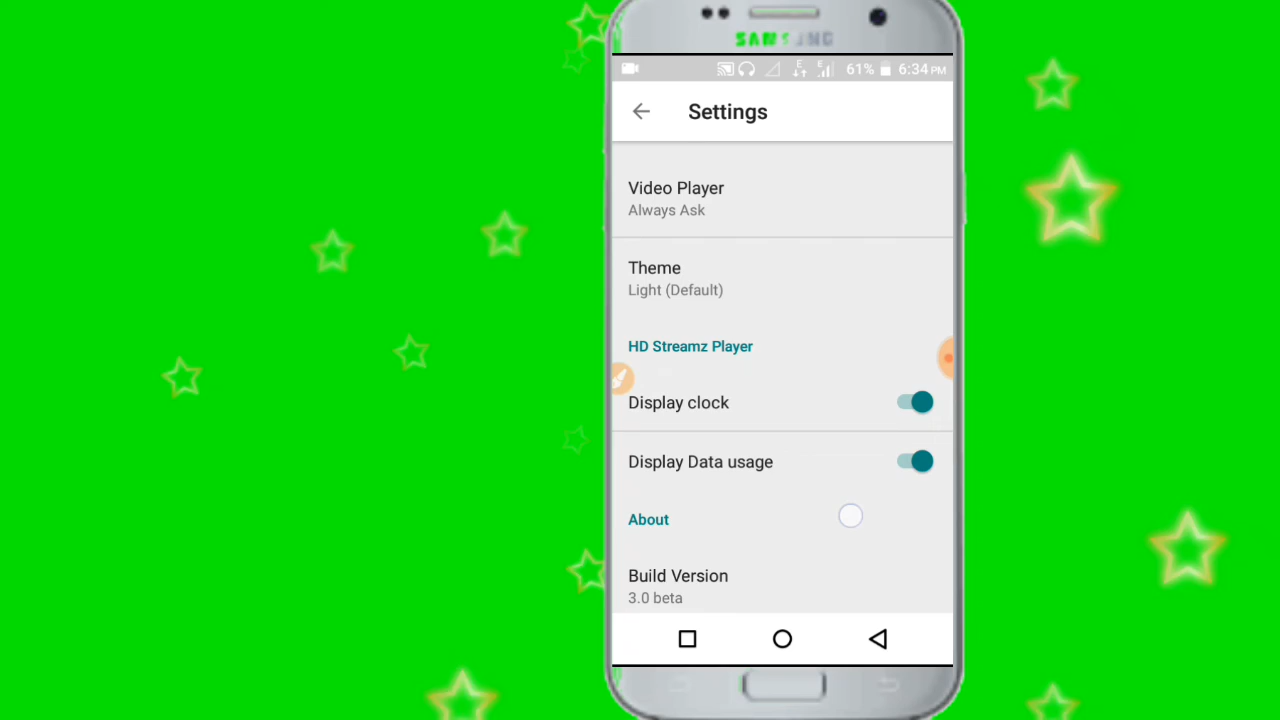 SAMSUNG
E E 61% 6:34 PM
Settings
Video Player
Always Ask
Theme
Light (Default)
HD Streamz Player
Display clock
Display Data usage
About
Build Version
3.0 beta